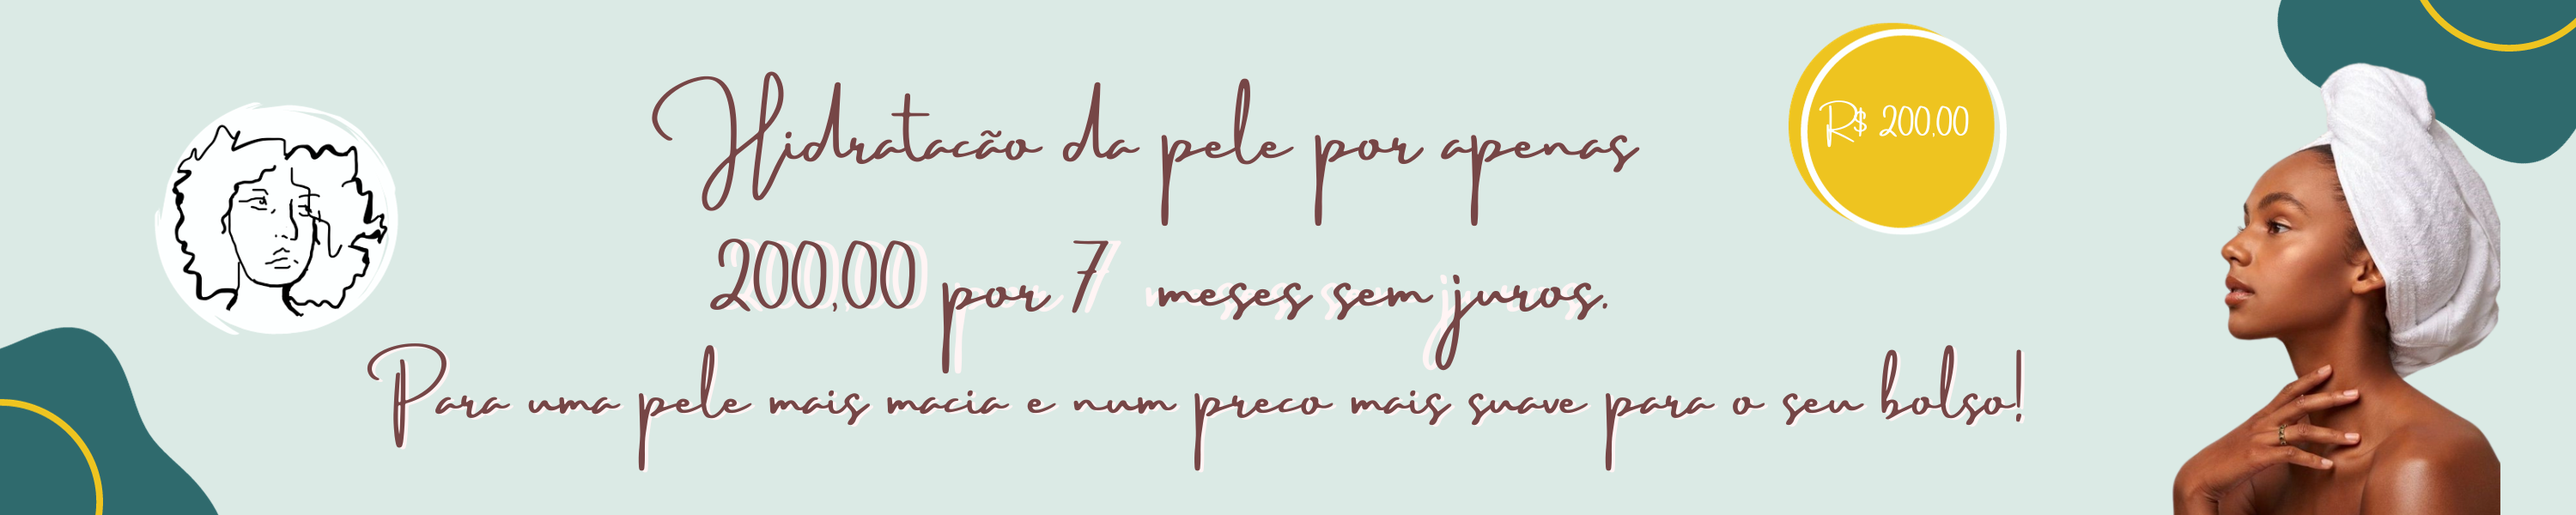 Hidratacão da pele por apenas
R$ 200,00
200,00 por 7 meses sem juros.
Para uma pele mais macia e num preco mais suave para o seu bolso!